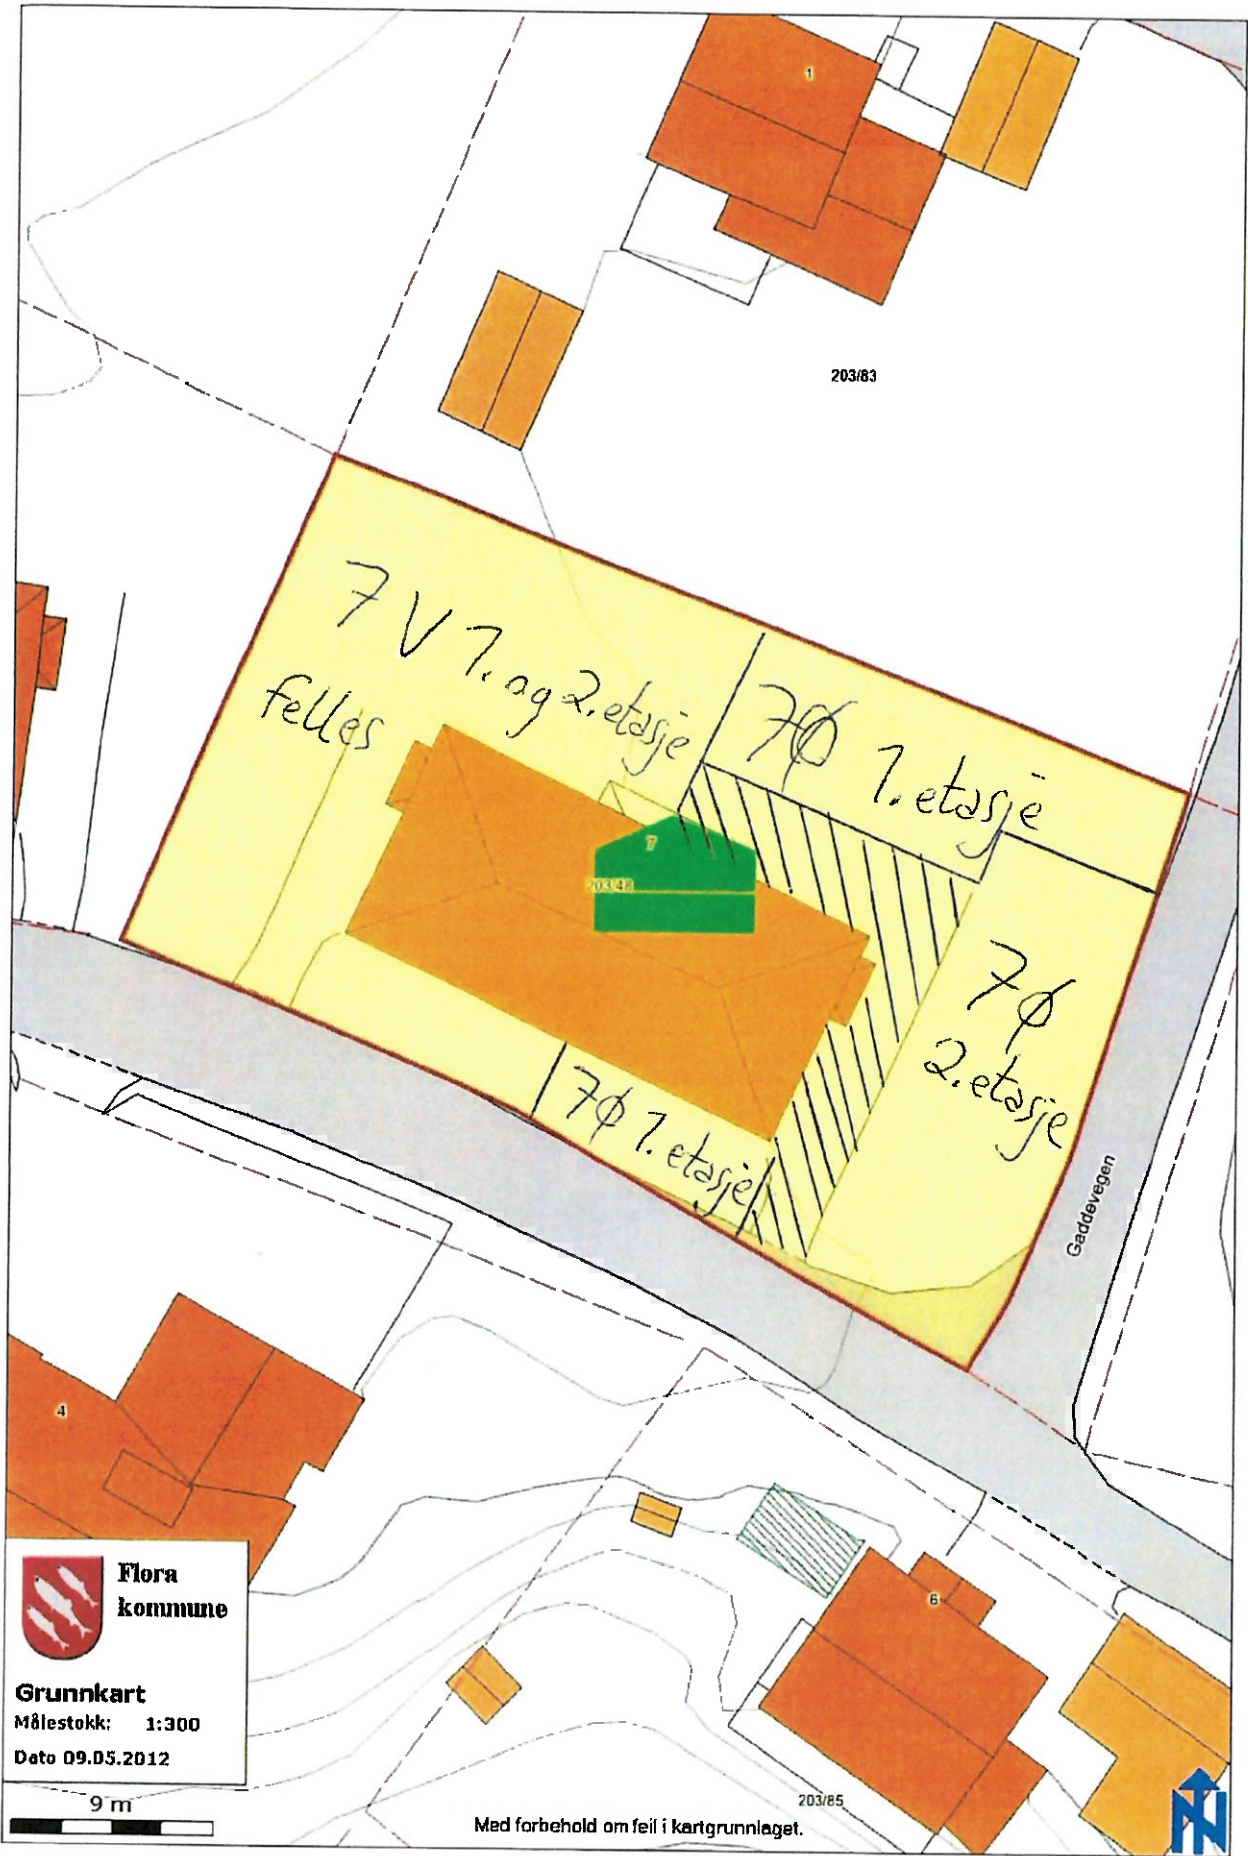 1
203/83
7 V 1. og 2. etasje
felles
7Ø 1. etasje
7
203/48
7Ø
2. etasje
7Ø 1. etasje
Gaddevegen
4
6
Flora
kommune
Grunnkart
Målestokk: 1:300
Dato 09.05.2012
9 m
203/85
Med forbehold om feil i kartgrunnlaget.
N